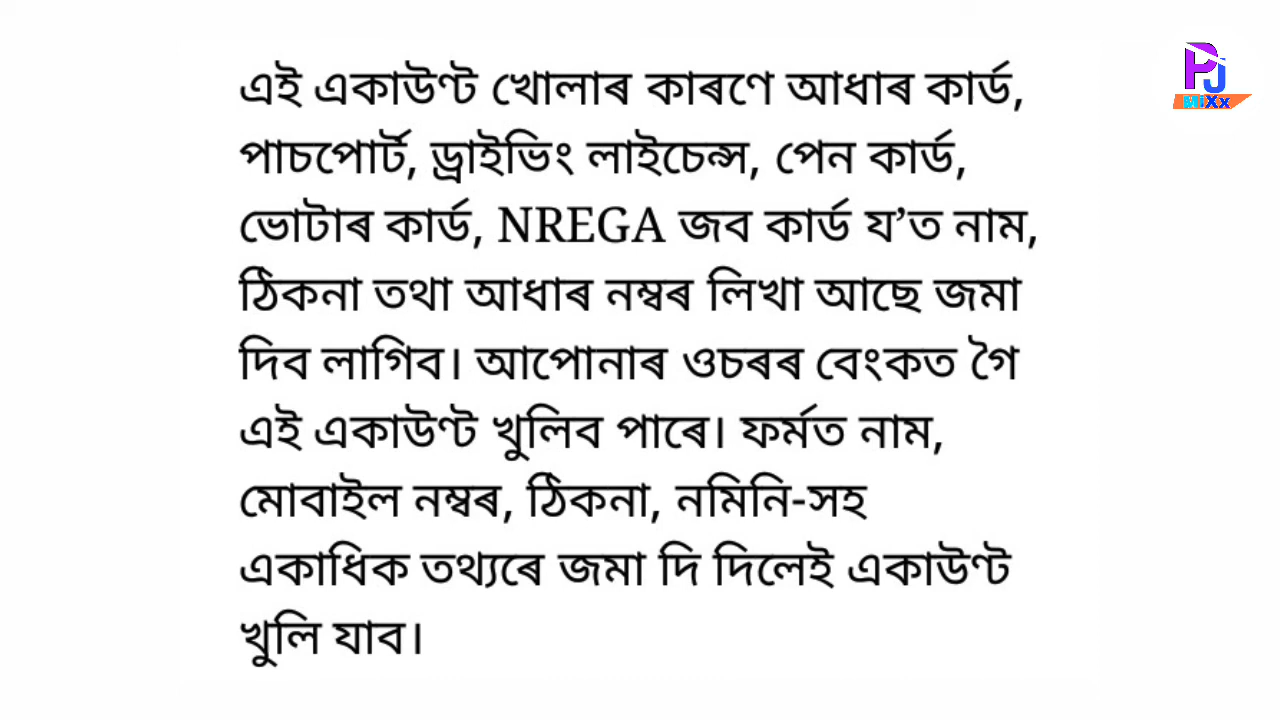 এই একাউণ্ট খোলাৰ কাৰণে আধাৰ কাৰ্ড,
পাচপোৰ্ট, ড্ৰাইভিং লাইচেন্স, পেন কাৰ্ড,
ভোটাৰ কাৰ্ড, NREGA জব কাৰ্ড য’ত নাম,
ঠিকনা তথা আধাৰ নম্বৰ লিখা আছে জমা
দিব লাগিব। আপোনাৰ ওচৰৰ বেংকত গৈ
এই একাউণ্ট খুলিব পাৰে। ফৰ্মত নাম,
মোবাইল নম্বৰ, ঠিকনা, নমিনি-সহ
একাধিক তথ্যৰে জমা দি দিলেই একাউণ্ট
খুলি যাব।
PJ
MiXx